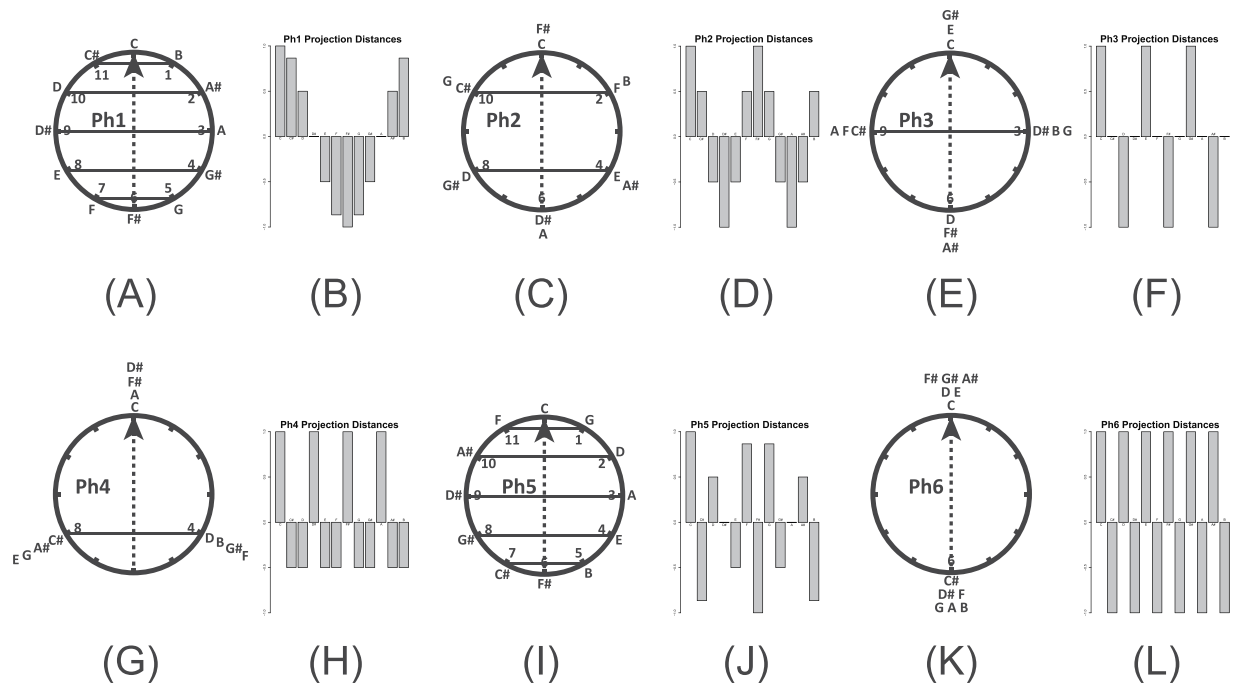 C
C# B
11 1
D A#
10 2
Ph1
D# 9 3 A
8 4
E G#
7 5
F 6 G
F#
Ph1 Projection Distances
F#
C
G C# F B
10 2
Ph2
8 4
D E
G# A#
6
D#
A
Ph2 Projection Distances
G#
E
C
Ph3
A F C# 9 3 D# B G
6
D
F#
A#
Ph3 Projection Distances
(A) (B) (C) (D) (E) (F)
D#
F#
A
C
Ph4
8 4
E G A# C# D B G# F
Ph4 Projection Distances
C
F G
11 1
A# D
10 2
Ph5
D# 9 3 A
8 4
G# E
7 5
C# 6 B
F#
Ph5 Projection Distances
F# G# A#
D E
C
Ph6
6
C#
D# F
G A B
Ph6 Projection Distances
(G) (H) (I) (J) (K) (L)